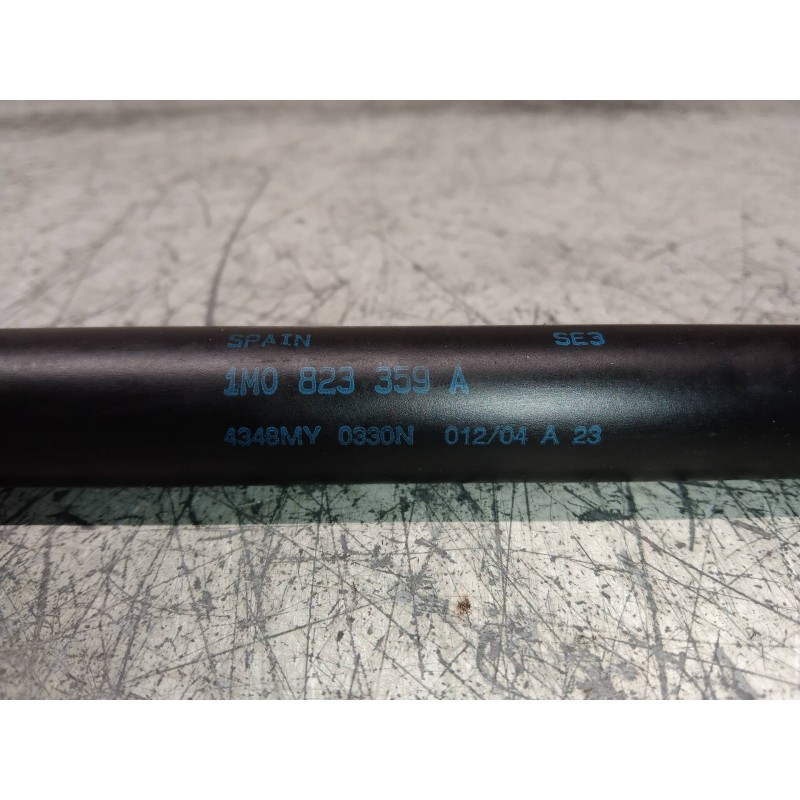 SPAIN SE3
1M0 823 359 A
4348MY 0330N 012/04 A 23